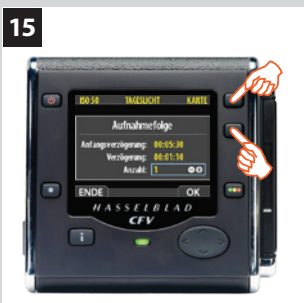 15
ISO 50 TAGESLICHT KARTE
Aufnahmefolge
Anfangsverzögerung: 00:05:30
Verzögerung: 00:01:10
Anzahl: 1
ENDE OK
HASSELBLAD
CFV
i